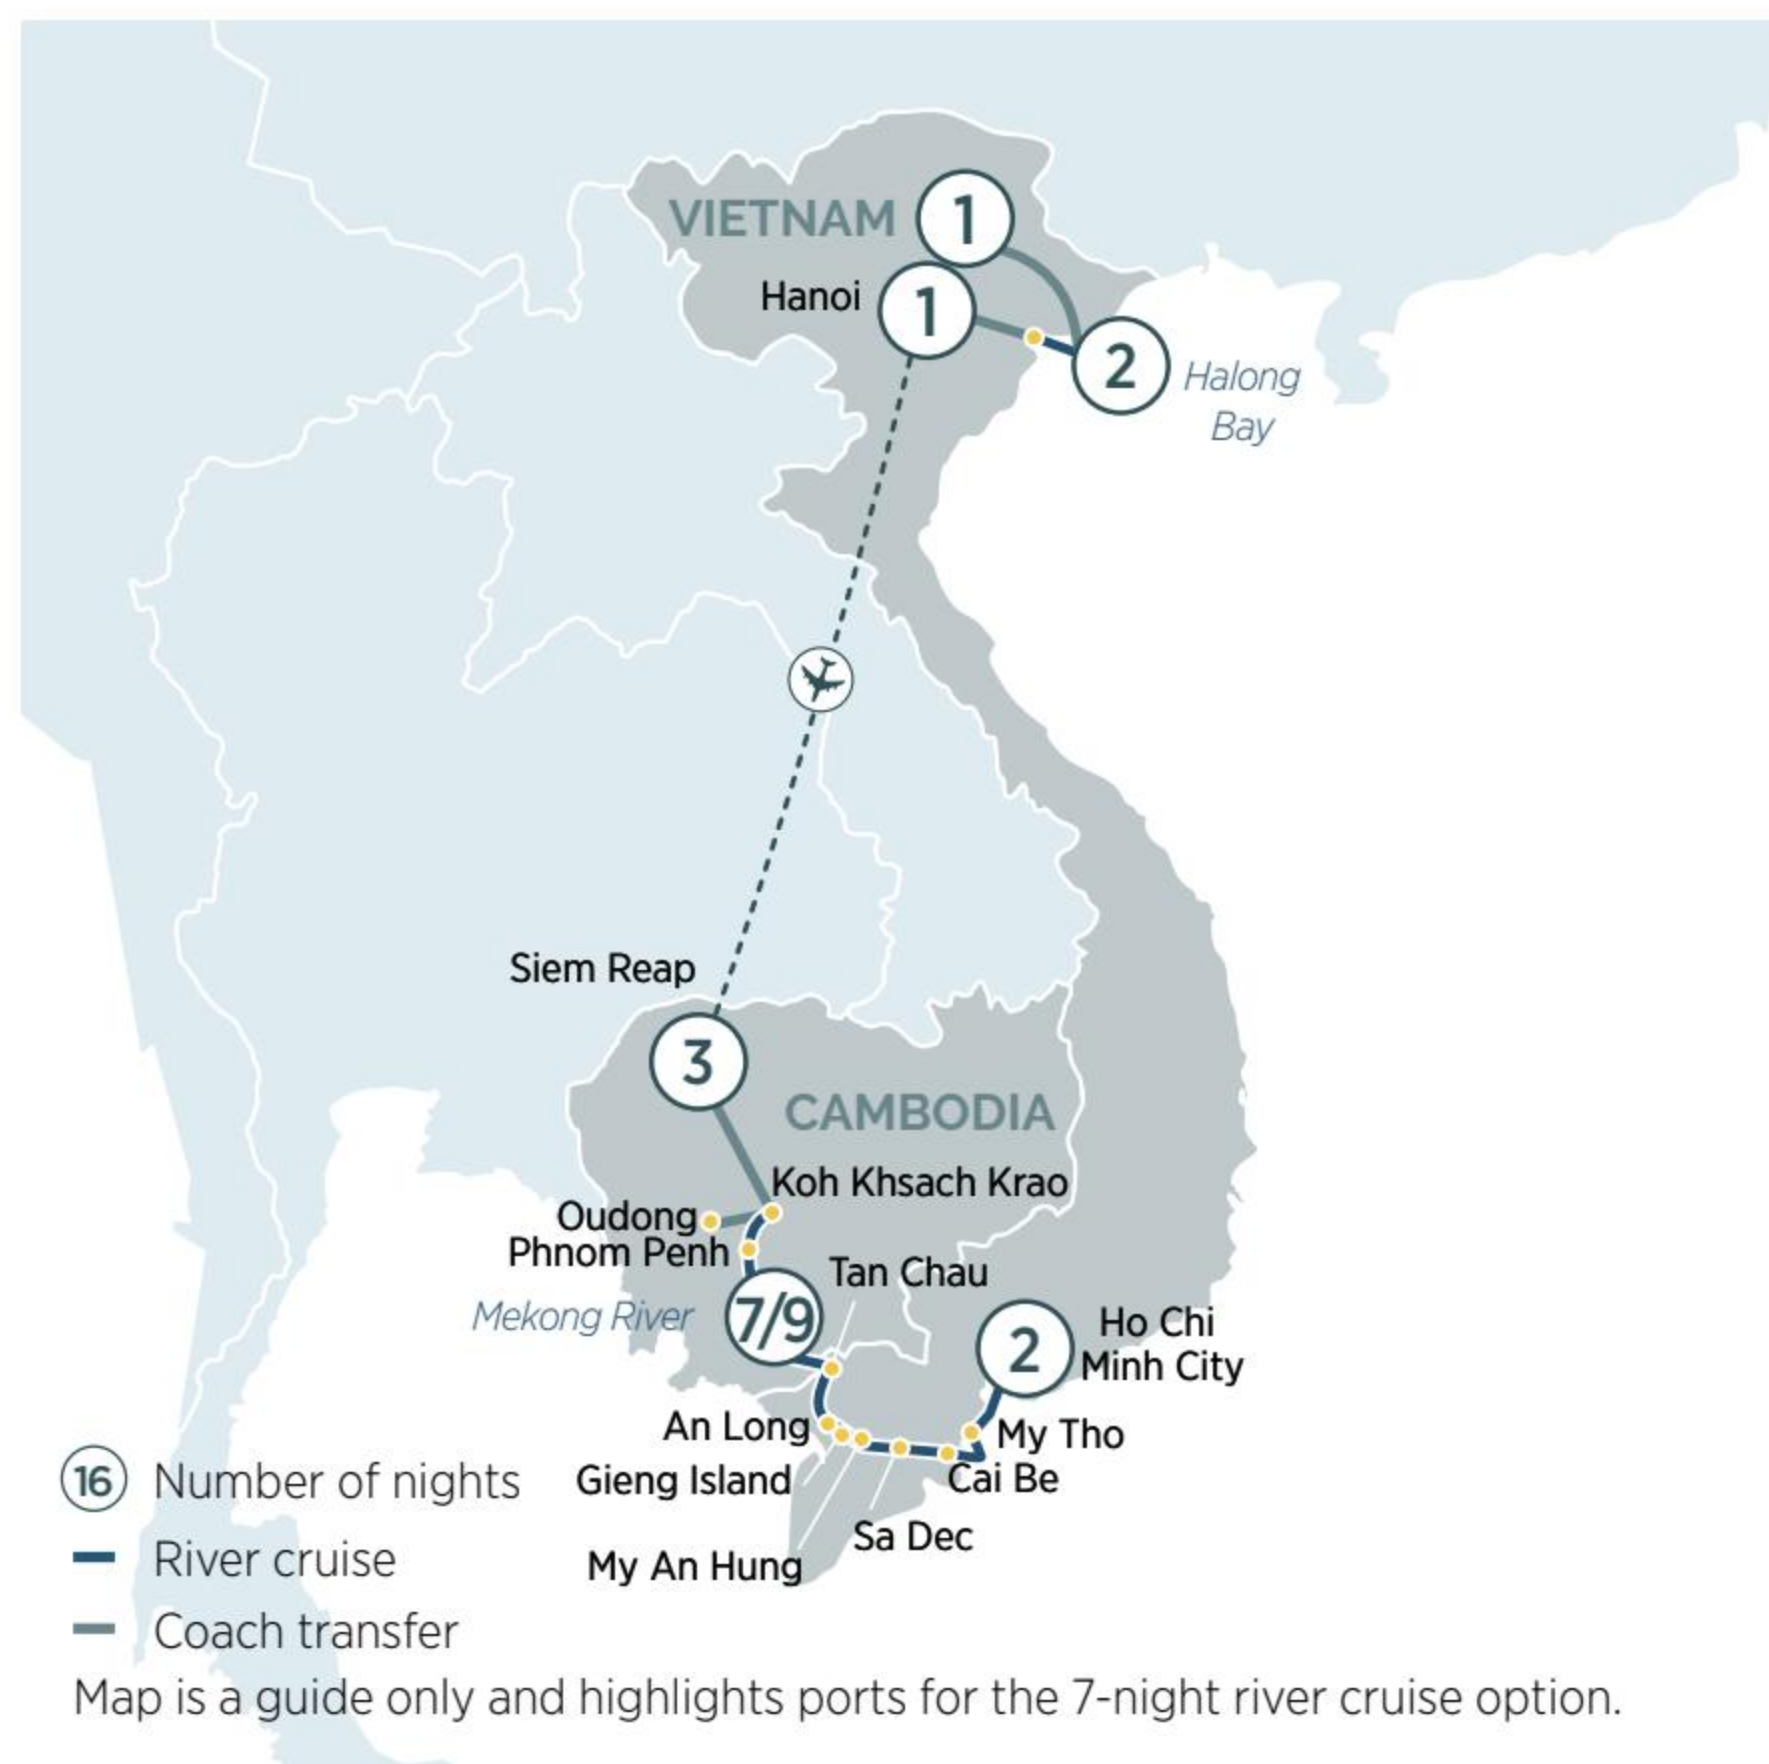 VIETNAM
1
Hanoi
1
2
Halong
Bay
Siem Reap
3
CAMBODIA
Koh Khsach Krao
Oudong
Phnom Penh
Tan Chau
Mekong River
7/9
2
Ho Chi
Minh City
An Long
My Tho
Gieng Island
Cai Be
Sa Dec
My An Hung
16 Number of nights
River cruise
Coach transfer
Map is a guide only and highlights ports for the 7-night river cruise option.